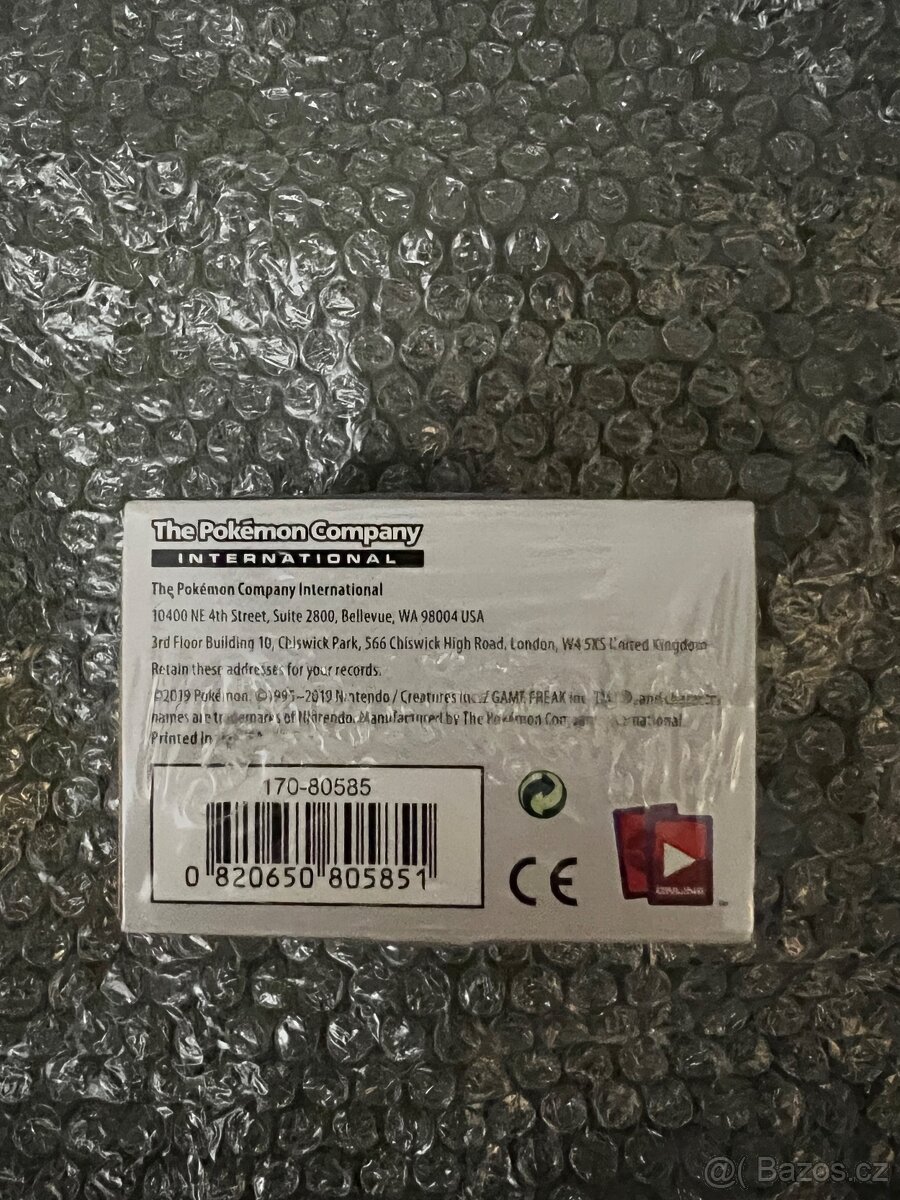 The Pokémon Company
INTERNATIONAL
The Pokémon Company International
10400 NE 4th Street, Suite 2800, Bellevue, WA 98004 USA
3rd Floor Building 10, Chiswick Park, 566 Chiswick High Road, London, W4 5XS United Kingdom
Retain these addresses for your records.
©2019 Pokémon. ©1995–2019 Nintendo / Creatures Inc. / GAME FREAK inc. and character
names are trademarks of Nintendo. Manufactured by The Pokémon Company International
Printed in
170-80585
0 820650 805851
CE
@( Bazos.cz